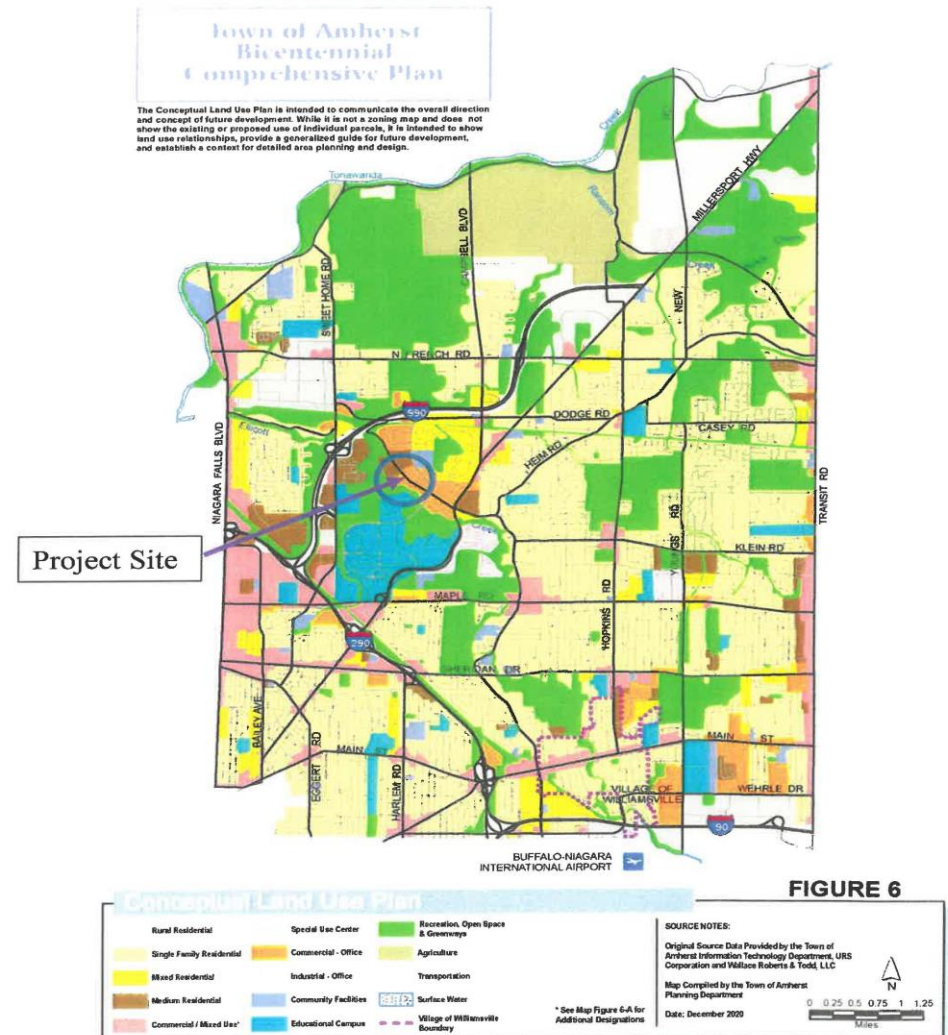 Town of Amherst
Bicentennial
Comprehensive Plan
The Conceptual Land Use Plan is intended to communicate the overall direction
and concept of future development. While it is not a zoning map and does not
show the existing or proposed use of individual parcels, it is intended to show
land use relationships, provide a generalized guide for future development,
and establish a context for detailed area planning and design.
Creek
Tonawanda
Ransom
MILLERSPORT HWY
CAMPBELL BLVD
SWEET HOME RD
Creek
NEW
N FRENCH RD
990
DODGE RD
CASEY RD
Ellicott
HEIM RD
NIAGARA FALLS BLVD
TRANSIT RD
Project Site
Creek
YOUNGS RD
KLEIN RD
MAPLE RD
HOPKINS RD
290
SHERIDAN DR
BAILEY AVE
MAIN ST
MAIN ST
EGGERT RD
HARLEM RD
VILLAGE OF
WILLIAMSVILLE
WEHRLE DR
90
BUFFALO-NIAGARA
INTERNATIONAL AIRPORT
FIGURE 6
Conceptual Land Use Plan
Rural Residential
Single Family Residential
Mixed Residential
Medium Residential
Commercial / Mixed Use*
Special Use Center
Commercial - Office
Industrial - Office
Community Facilities
Educational Campus
Recreation, Open Space
& Greenways
Agriculture
Transportation
Surface Water
Village of Williamsville
Boundary
* See Map Figure 6-A for
Additional Designations
SOURCE NOTES:
Original Source Data Provided by the Town of
Amherst Information Technology Department, URS
Corporation and Wallace Roberts & Todd, LLC
Map Compiled by the Town of Amherst
Planning Department
Date: December 2020
N
0 0.25 0.5 0.75 1 1.25
Miles